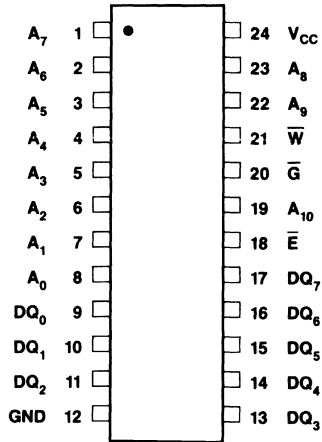 A₇ 1 24 V_CC
A₆ 2 23 A₈
A₅ 3 22 A₉
A₄ 4 21 W̅
A₃ 5 20 G̅
A₂ 6 19 A₁₀
A₁ 7 18 E̅
A₀ 8 17 DQ₇
DQ₀ 9 16 DQ₆
DQ₁ 10 15 DQ₅
DQ₂ 11 14 DQ₄
GND 12 13 DQ₃